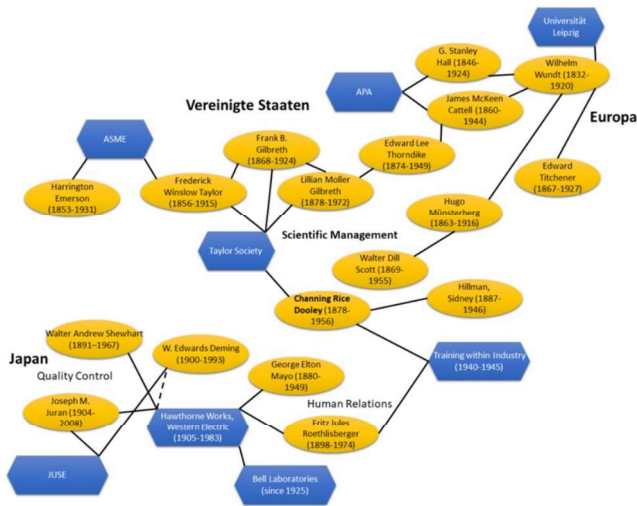 Universität
Leipzig
G. Stanley
Hall (1846-
1924)
Wilhelm
Wundt (1832-
1920)
APA
James McKeen
Cattell (1860-
1944)
Vereinigte Staaten
Europa
ASME
Frank B.
Gilbreth
(1868-1924)
Edward Lee
Thorndike
(1874-1949)
Edward
Titchener
(1867-1927)
Harrington
Emerson
(1853-1931)
Frederick
Winslow Taylor
(1856-1915)
Lillian Moller
Gilbreth
(1878-1972)
Hugo
Münsterberg
(1863-1916)
Scientific Management
Taylor Society
Walter Dill
Scott (1869-
1955)
Channing Rice
Dooley (1878-
1956)
Hillman,
Sidney (1887-
1946)
Walter Andrew Shewhart
(1891–1967)
Japan
W. Edwards Deming
(1900-1993)
Quality Control
George Elton
Mayo (1880-
1949)
Training within Industry
(1940-1945)
Joseph M.
Juran (1904-
2008)
Human Relations
Hawthorne Works,
Western Electric
(1905-1983)
Fritz Jules
Roethlisberger
(1898-1974)
JUSE
Bell Laboratories
(since 1925)